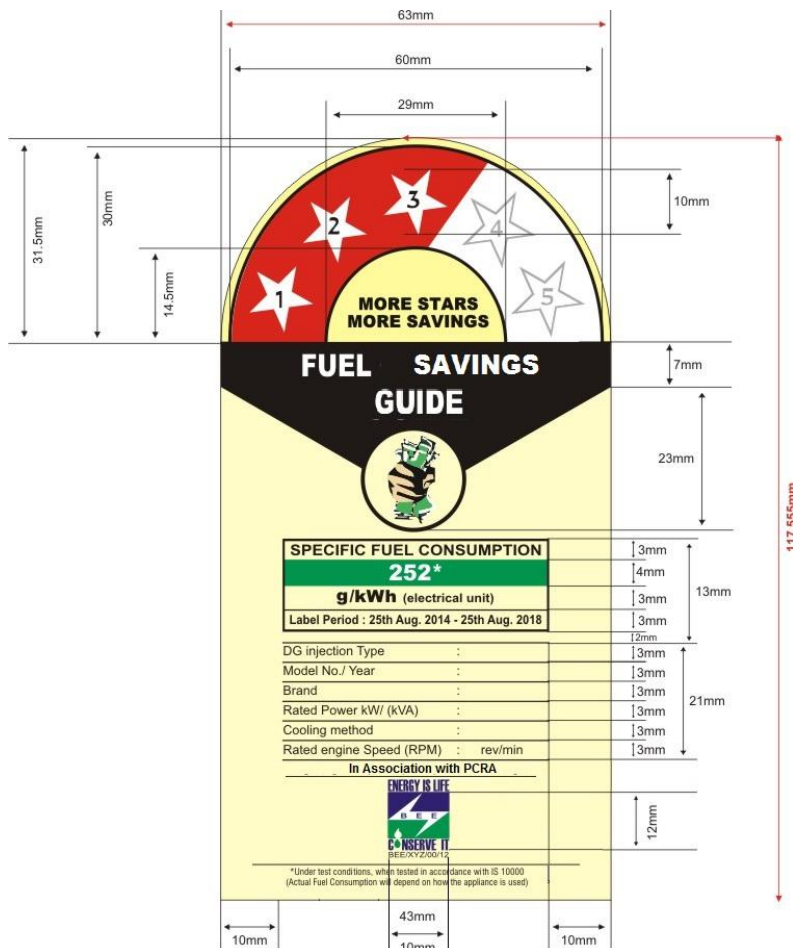 63mm
60mm
29mm
31.5mm
30mm
14.5mm
10mm
1
2
3
4
5
MORE STARS
MORE SAVINGS
FUEL SAVINGS
GUIDE
7mm
23mm
117.555mm
SPECIFIC FUEL CONSUMPTION
3mm
252*
4mm
g/kWh (electrical unit)
3mm
Label Period : 25th Aug. 2014 - 25th Aug. 2018
3mm
13mm
2mm
DG injection Type :
3mm
Model No./ Year :
3mm
Brand :
3mm
21mm
Rated Power kW/ (kVA) :
3mm
Cooling method :
3mm
Rated engine Speed (RPM) : rev/min
3mm
In Association with PCRA
ENERGY IS LIFE
BEE
CONSERVE IT
BEE/XYZ/00/12
12mm
*Under test conditions, when tested in accordance with IS 10000
(Actual Fuel Consumption will depend on how the appliance is used)
43mm
10mm
10mm
10mm